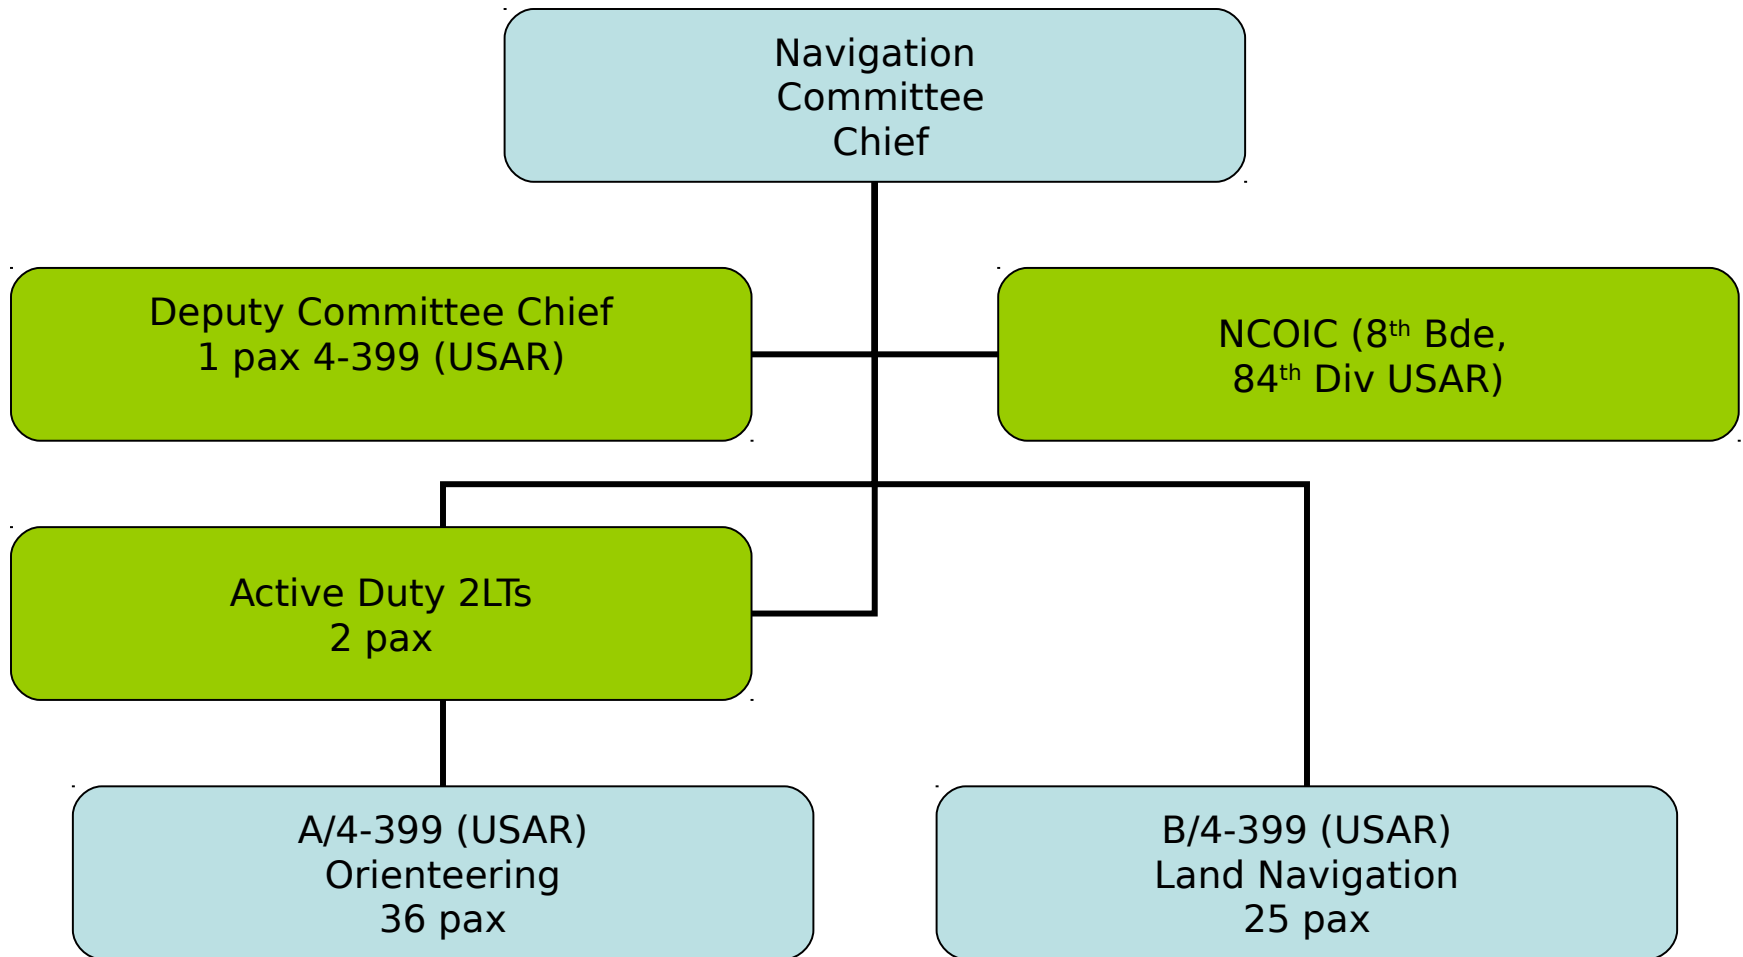 Navigation
Committee
Chief
Deputy Committee Chief
1 pax 4-399 (USAR)
NCOIC (8th Bde,
84th Div USAR)
Active Duty 2LTs
2 pax
A/4-399 (USAR)
Orienteering
36 pax
B/4-399 (USAR)
Land Navigation
25 pax